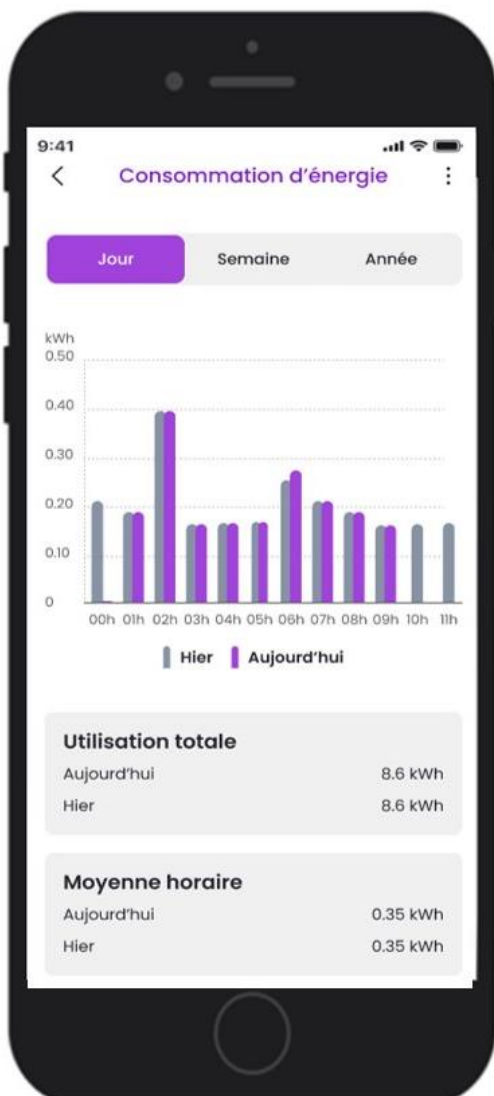 9:41
Consommation d'énergie
Jour Semaine Année
kWh
0.50
0.40
0.30
0.20
0.10
0
00h 01h 02h 03h 04h 05h 06h 07h 08h 09h 10h 11h
Hier Aujourd'hui
Utilisation totale
Aujourd'hui 8.6 kWh
Hier 8.6 kWh
Moyenne horaire
Aujourd'hui 0.35 kWh
Hier 0.35 kWh